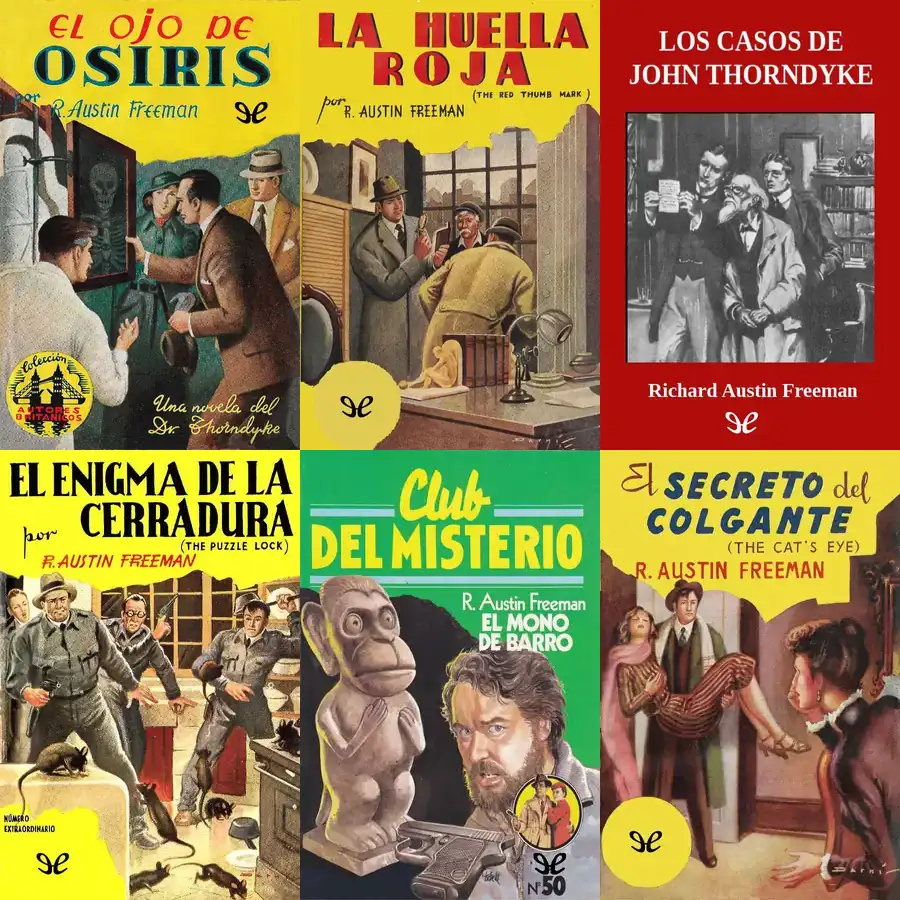 EL OJO DE
OSIRIS
por R. Austin Freeman
Colección
AUTORES
BRITANICOS
Una novela del
Dr. Thorndyke
LA HUELLA
ROJA
(THE RED THUMB MARK)
por R. AUSTIN FREEMAN
LOS CASOS DE
JOHN THORNDYKE
Richard Austin Freeman
EL ENIGMA DE LA
CERRADURA
(THE PUZZLE LOCK)
por
R. AUSTIN FREEMAN
NÚMERO
EXTRAORDINARIO
Club
DEL MISTERIO
R. Austin Freeman
EL MONO
DE BARRO
Nº50
El SECRETO del
COLGANTE
(THE CAT'S EYE)
R. AUSTIN FREEMAN